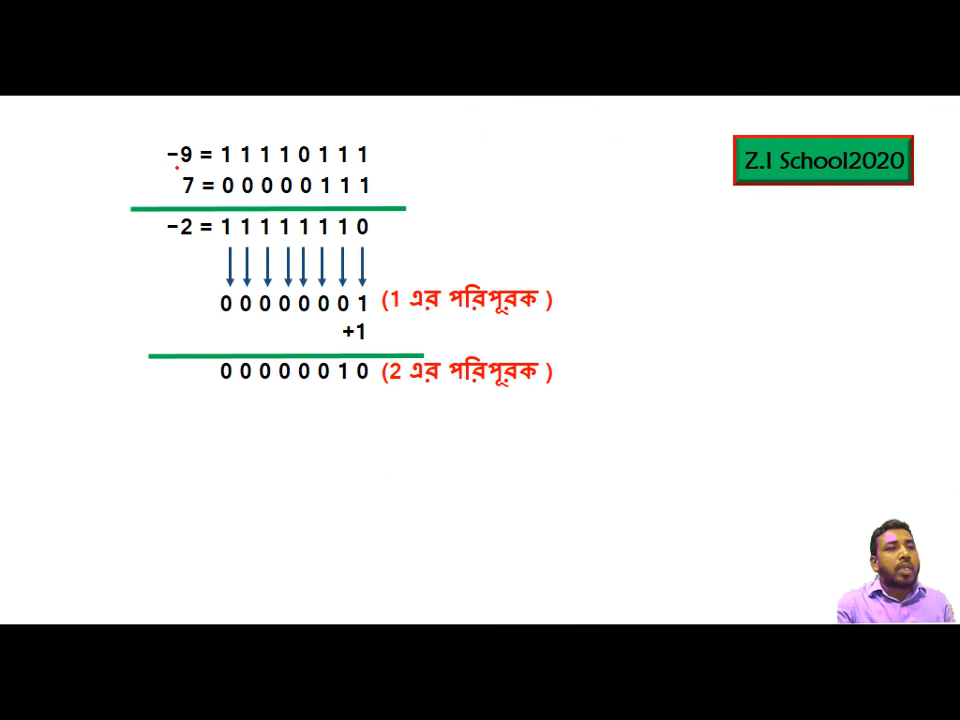 Z.I School2020
-9 = 1 1 1 1 0 1 1 1
7 = 0 0 0 0 0 1 1 1
-2 = 1 1 1 1 1 1 1 0
0 0 0 0 0 0 0 1 (1 এর পরিপূরক )
+1
0 0 0 0 0 0 1 0 (2 এর পরিপূরক )